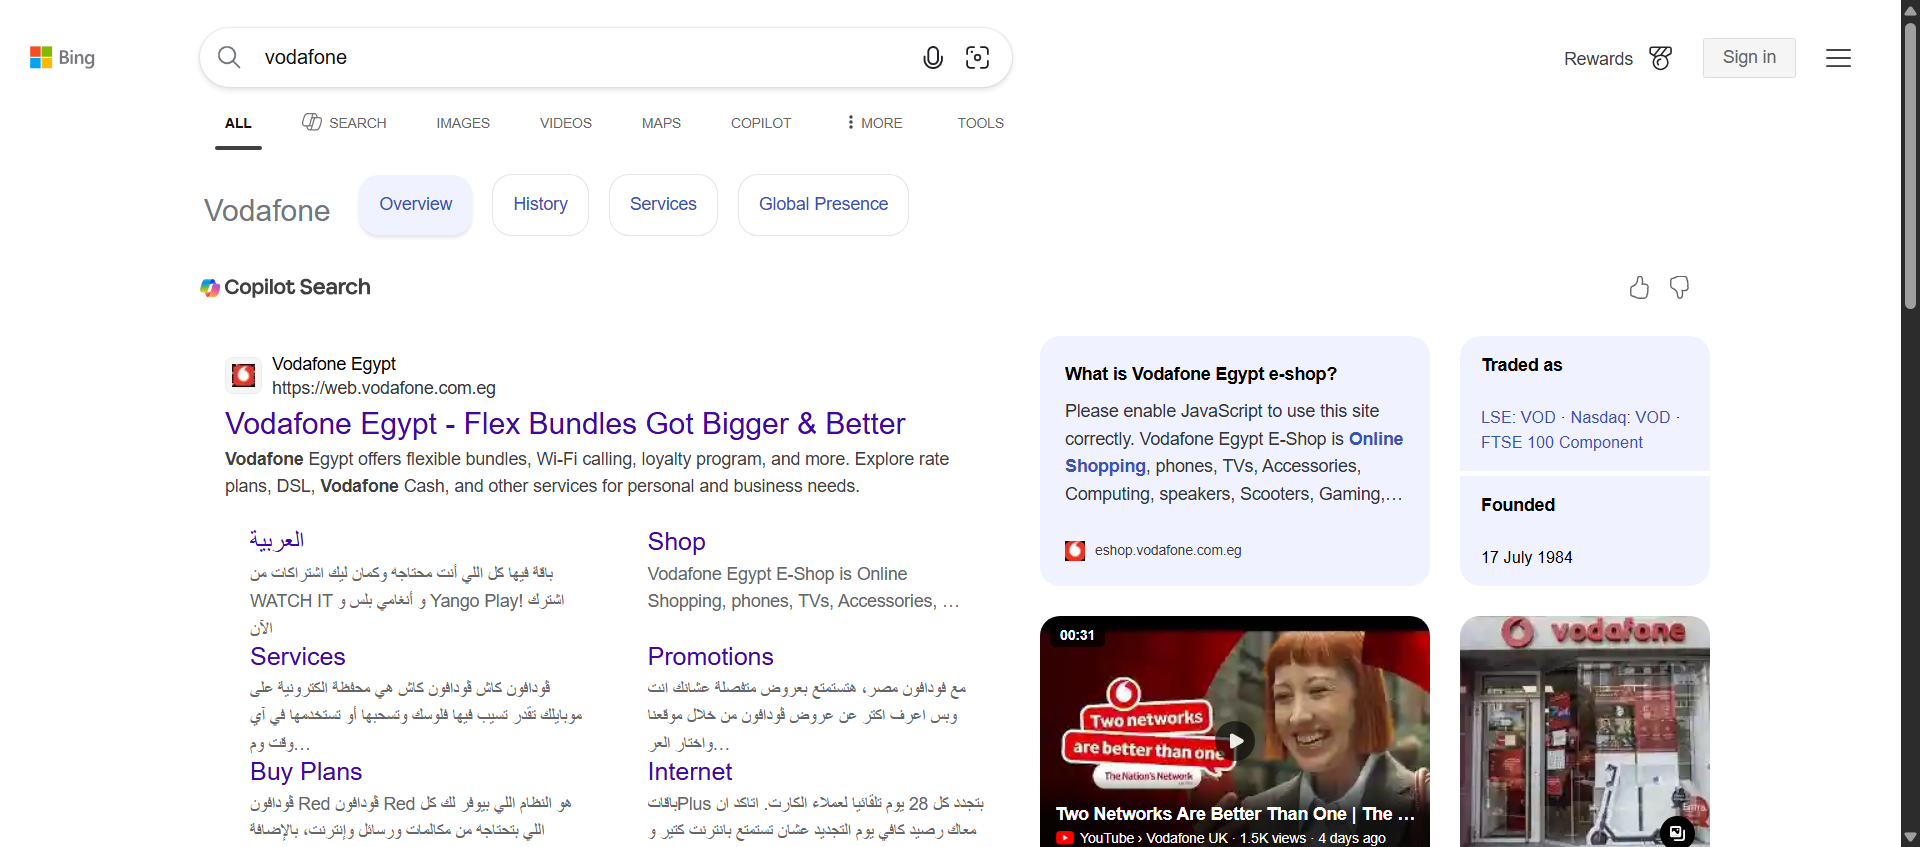 Bing
vodafone
Rewards
Sign in
ALL
SEARCH
IMAGES
VIDEOS
MAPS
COPILOT
MORE
TOOLS
Vodafone
Overview
History
Services
Global Presence
Copilot Search
Vodafone Egypt
https://web.vodafone.com.eg
Vodafone Egypt - Flex Bundles Got Bigger & Better
Vodafone Egypt offers flexible bundles, Wi-Fi calling, loyalty program, and more. Explore rate
plans, DSL, Vodafone Cash, and other services for personal and business needs.
العربية
باقة فيها كل اللي أنت محتاجه وكمان ليك اشتراكات من
WATCH IT و أنغامي بلس و Yango Play! اشترك
الآن
Shop
Vodafone Egypt E-Shop is Online
Shopping, phones, TVs, Accessories, …
Services
ڤودافون كاش ڤودافون كاش هي محفظة الكترونية على
موبايلك تقدر تسيب فيها فلوسك وتسحبها أو تستخدمها في آي
وقت وم…
Promotions
مع فودافون مصر، هتستمتع بعروض متفصلة عشانك انت
وبس اعرف اكتر عن عروض ڤودافون من خلال موقعنا
واختار العر…
Buy Plans
ڤودافون Red ڤودافون Red هو النظام اللي بيوفر لك كل
اللي بتحتاجة من مكالمات ورسائل وإنترنت، بالإضافة
Internet
باقاتPlus بتجدد كل 28 يوم تلقائيا لعملاء الكارت. اتاكد ان
معاك رصيد كافي يوم التجديد عشان تستمتع بانترنت كتير و
What is Vodafone Egypt e-shop?
Please enable JavaScript to use this site
correctly. Vodafone Egypt E-Shop is Online
Shopping, phones, TVs, Accessories,
Computing, speakers, Scooters, Gaming,…
eshop.vodafone.com.eg
Traded as
LSE: VOD · Nasdaq: VOD ·
FTSE 100 Component
Founded
17 July 1984
00:31
Two networks
are better than one
The Nation's Network
Two Networks Are Better Than One | The …
YouTube › Vodafone UK · 1.5K views · 4 days ago
vodafone